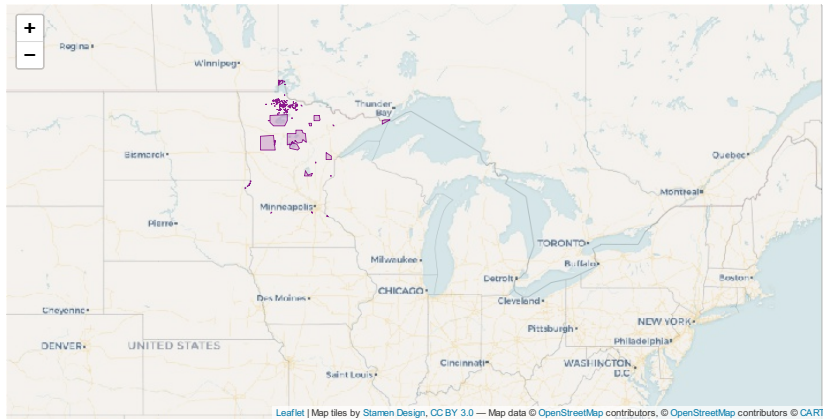 +
−
Regina
Winnipeg
Thunder
Bay
Bismarck
Quebec
Montreal
Minneapolis
Pierre
TORONTO
Milwaukee
Buffalo
Detroit
Boston
CHICAGO
Des Moines
Cleveland
Cheyenne
NEW YORK
Pittsburgh
Philadelphia
DENVER
UNITED STATES
Cincinnati
WASHINGTON
D.C.
Saint Louis
Leaflet | Map tiles by Stamen Design, CC BY 3.0 — Map data © OpenStreetMap contributors, © OpenStreetMap contributors © CART